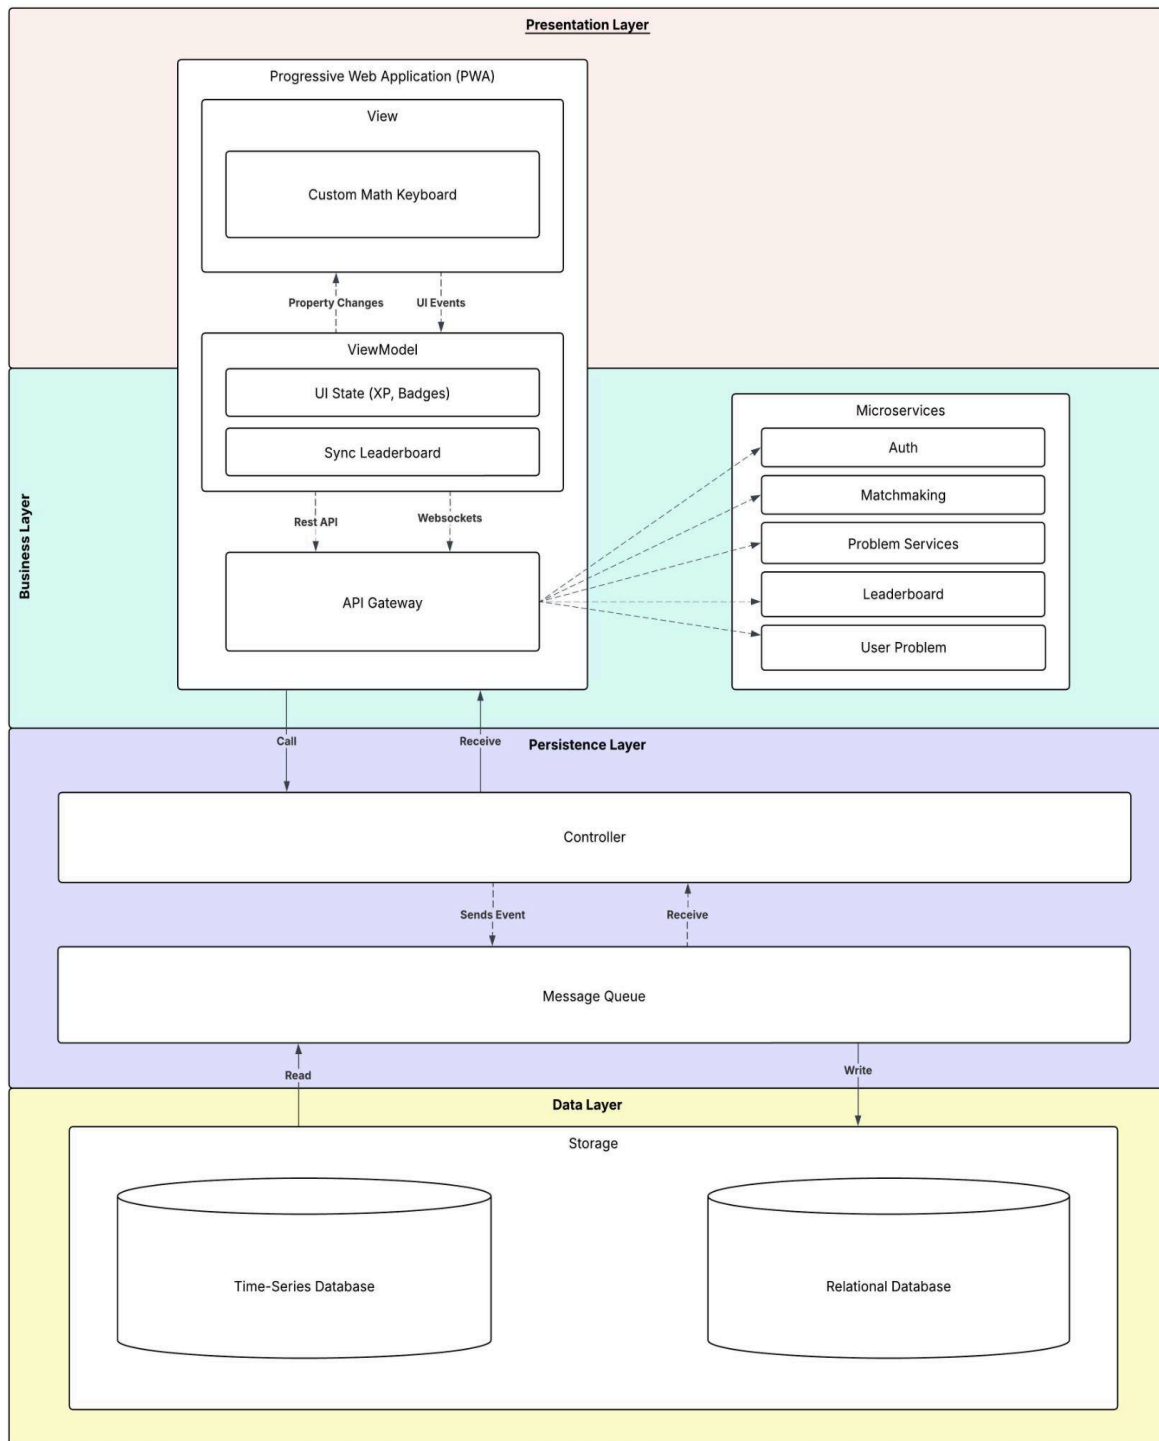 Presentation Layer
Progressive Web Application (PWA)
View
Custom Math Keyboard
Property Changes
UI Events
ViewModel
UI State (XP, Badges)
Sync Leaderboard
Rest API
Websockets
API Gateway
Business Layer
Microservices
Auth
Matchmaking
Problem Services
Leaderboard
User Problem
Call
Receive
Persistence Layer
Controller
Sends Event
Receive
Message Queue
Read
Write
Data Layer
Storage
Time-Series Database
Relational Database